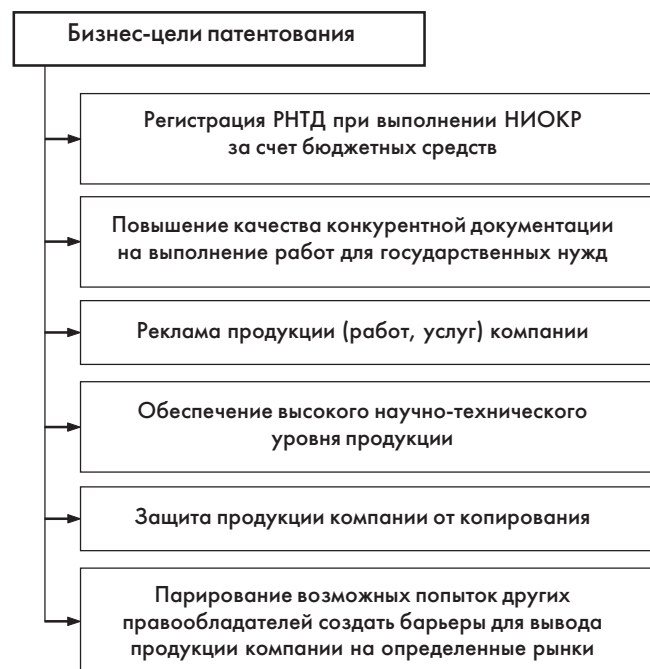 Бизнес-цели патентования
Регистрация РНТД при выполнении НИОКР
за счет бюджетных средств
Повышение качества конкурентной документации
на выполнение работ для государственных нужд
Реклама продукции (работ, услуг) компании
Обеспечение высокого научно-технического
уровня продукции
Защита продукции компании от копирования
Парирование возможных попыток других
правообладателей создать барьеры для вывода
продукции компании на определенные рынки